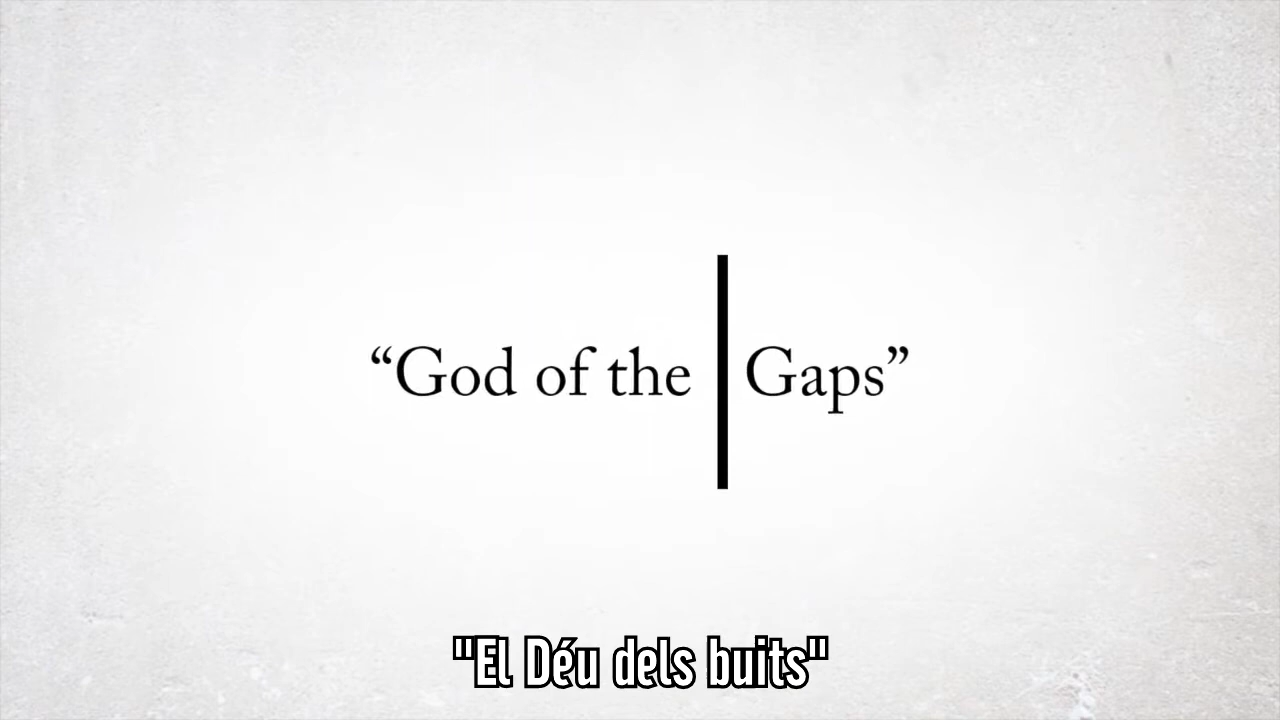 “God of the Gaps”
"El Déu dels buits"